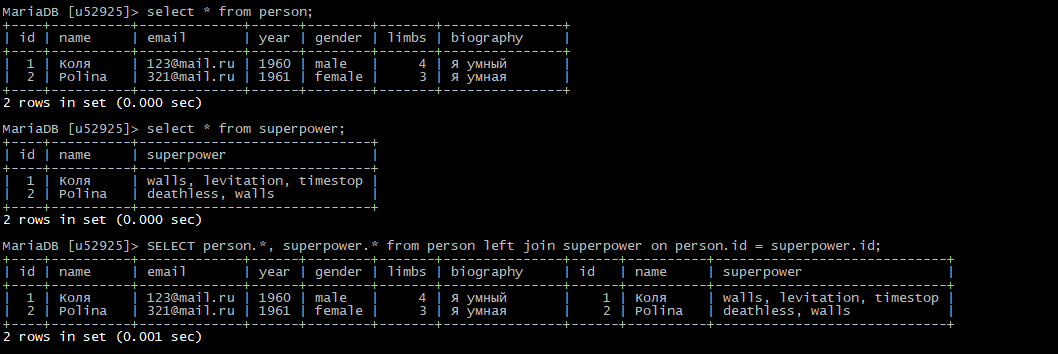 MariaDB [u52925]> select * from person;
+----+--------+------------+------+--------+-------+-----------+
| id | name | email | year | gender | limbs | biography |
+----+--------+------------+------+--------+-------+-----------+
| 1 | Коля | 123@mail.ru | 1960 | male | 4 | Я умный |
| 2 | Polina | 321@mail.ru | 1961 | female | 3 | Я умная |
+----+--------+------------+------+--------+-------+-----------+
2 rows in set (0.000 sec)
MariaDB [u52925]> select * from superpower;
+----+--------+-----------------------------+
| id | name | superpower |
+----+--------+-----------------------------+
| 1 | Коля | walls, levitation, timestop |
| 2 | Polina | deathless, walls |
+----+--------+-----------------------------+
2 rows in set (0.000 sec)
MariaDB [u52925]> SELECT person.*, superpower.* from person left join superpower on person.id = superpower.id;
+----+--------+------------+------+--------+-------+-----------+----+--------+-----------------------------+
| id | name | email | year | gender | limbs | biography | id | name | superpower |
+----+--------+------------+------+--------+-------+-----------+----+--------+-----------------------------+
| 1 | Коля | 123@mail.ru | 1960 | male | 4 | Я умный | 1 | Коля | walls, levitation, timestop |
| 2 | Polina | 321@mail.ru | 1961 | female | 3 | Я умная | 2 | Polina | deathless, walls |
+----+--------+------------+------+--------+-------+-----------+----+--------+-----------------------------+
2 rows in set (0.001 sec)